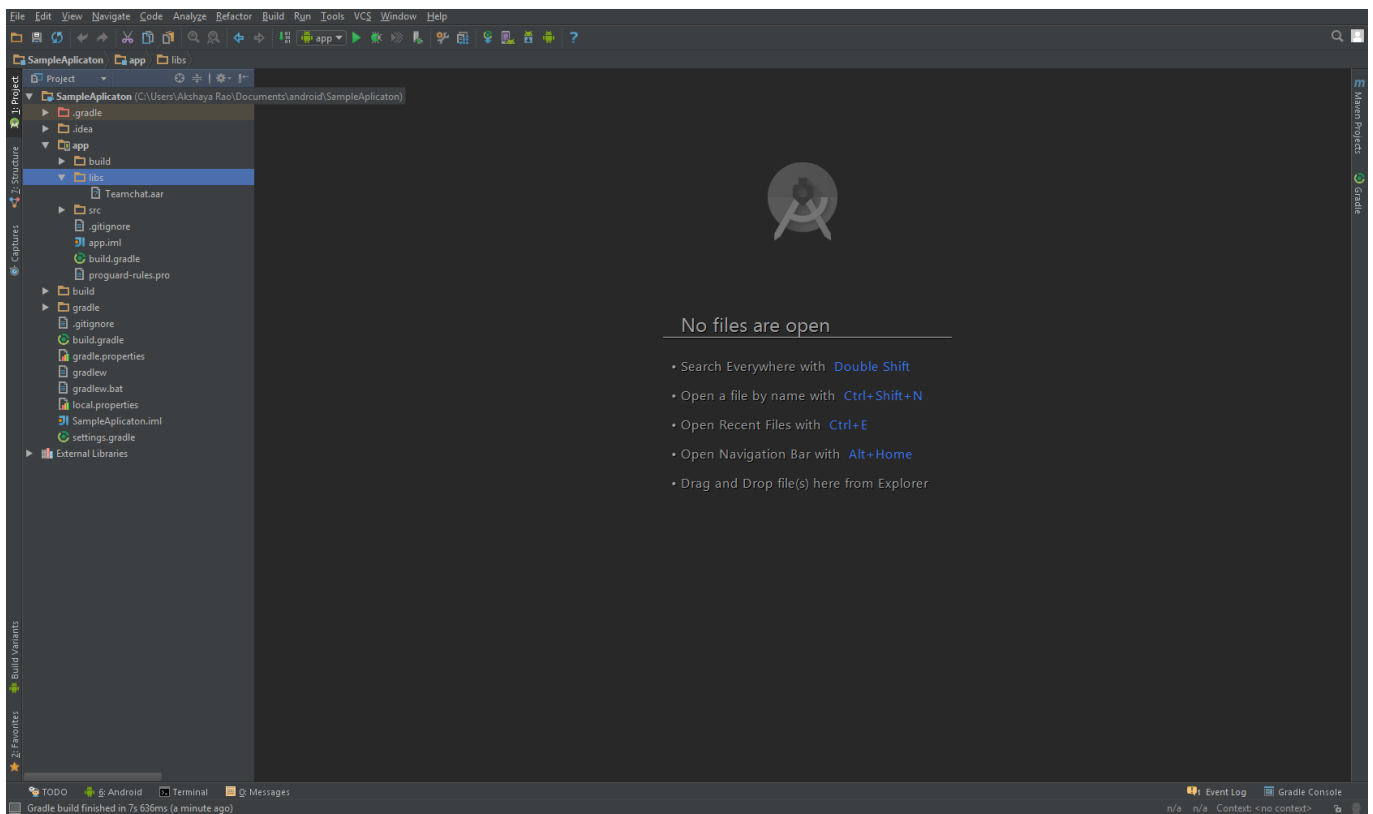 File Edit View Navigate Code Analyze Refactor Build Run Tools VCS Window Help
app
?
SampleAplicaton app libs
Project
SampleAplicaton (C:\Users\Akshaya Rao\Documents\android\SampleAplicaton)
.gradle
.idea
app
build
libs
Teamchat.aar
src
.gitignore
app.iml
build.gradle
proguard-rules.pro
build
gradle
.gitignore
build.gradle
gradle.properties
gradlew
gradlew.bat
local.properties
SampleAplicaton.iml
settings.gradle
External Libraries
1: Project
7: Structure
Captures
Build Variants
2: Favorites
No files are open
• Search Everywhere with Double Shift
• Open a file by name with Ctrl+Shift+N
• Open Recent Files with Ctrl+E
• Open Navigation Bar with Alt+Home
• Drag and Drop file(s) here from Explorer
m Maven Projects
Gradle
TODO 6: Android Terminal 0: Messages 1 Event Log Gradle Console
Gradle build finished in 7s 636ms (a minute ago) n/a n/a Context: <no context>